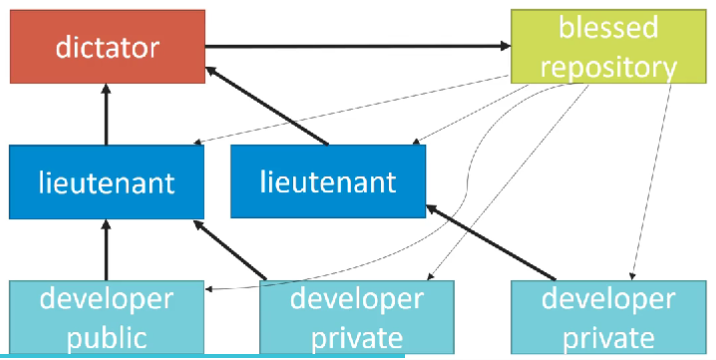 dictator
blessed
repository
lieutenant
lieutenant
developer
public
developer
private
developer
private